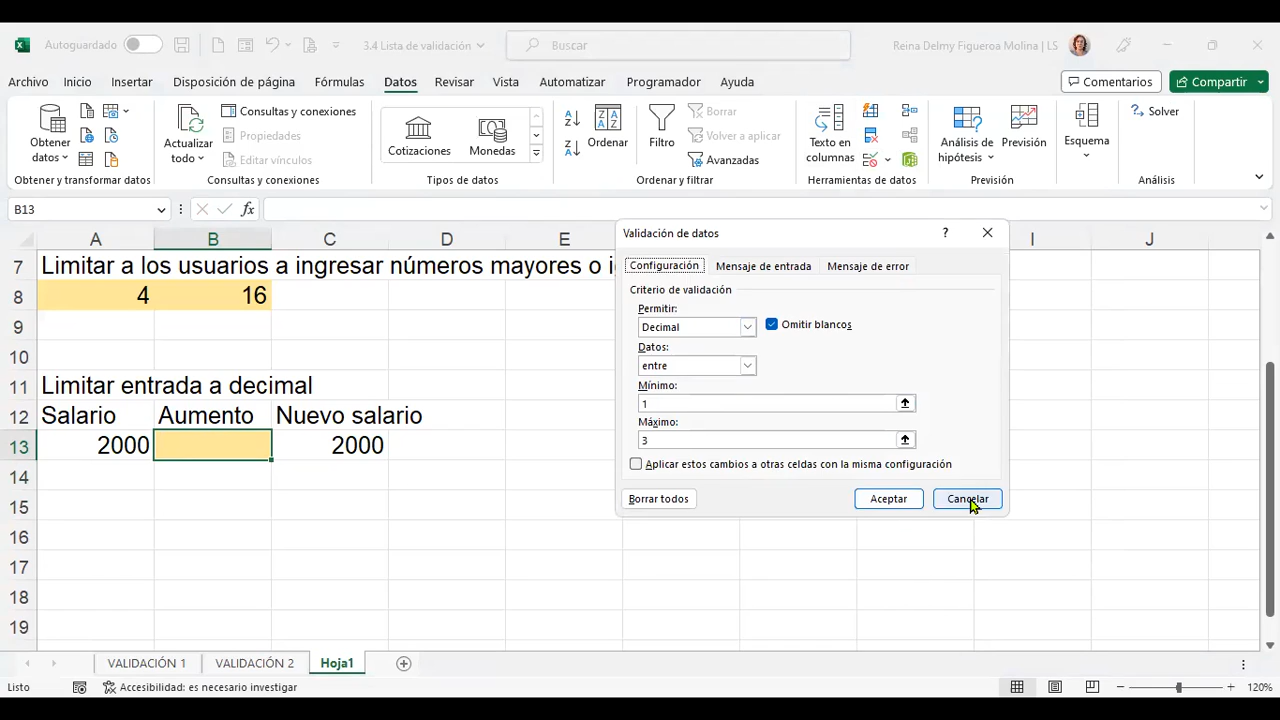 Autoguardado
3.4 Lista de validación
Buscar
Reina Delmy Figueroa Molina | LS
Archivo Inicio Insertar Disposición de página Fórmulas Datos Revisar Vista Automatizar Programador Ayuda
Comentarios Compartir
Obtener datos
Obtener y transformar datos
Actualizar todo
Consultas y conexiones
Propiedades
Editar vínculos
Consultas y conexiones
Cotizaciones
Monedas
Tipos de datos
Ordenar
Filtro
Borrar
Volver a aplicar
Avanzadas
Ordenar y filtrar
Texto en columnas
Herramientas de datos
Análisis de hipótesis
Previsión
Previsión
Esquema
Solver
Análisis
B13
fx
A B C D E I J
7 Limitar a los usuarios a ingresar números mayores o
8 4 16
9
10
11 Limitar entrada a decimal
12 Salario Aumento Nuevo salario
13 2000 2000
14
15
16
17
18
19
Validación de datos ?
Configuración Mensaje de entrada Mensaje de error
Criterio de validación
Permitir:
Decimal
Omitir blancos
Datos:
entre
Mínimo:
1
Máximo:
3
Aplicar estos cambios a otras celdas con la misma configuración
Borrar todos Aceptar Cancelar
VALIDACIÓN 1 VALIDACIÓN 2 Hoja1
Listo
Accesibilidad: es necesario investigar
120%